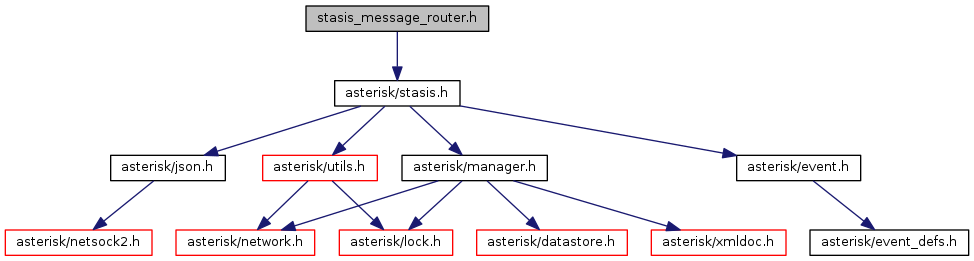 stasis_message_router.h
asterisk/stasis.h
asterisk/json.h
asterisk/utils.h
asterisk/manager.h
asterisk/event.h
asterisk/netsock2.h
asterisk/network.h
asterisk/lock.h
asterisk/datastore.h
asterisk/xmldoc.h
asterisk/event_defs.h